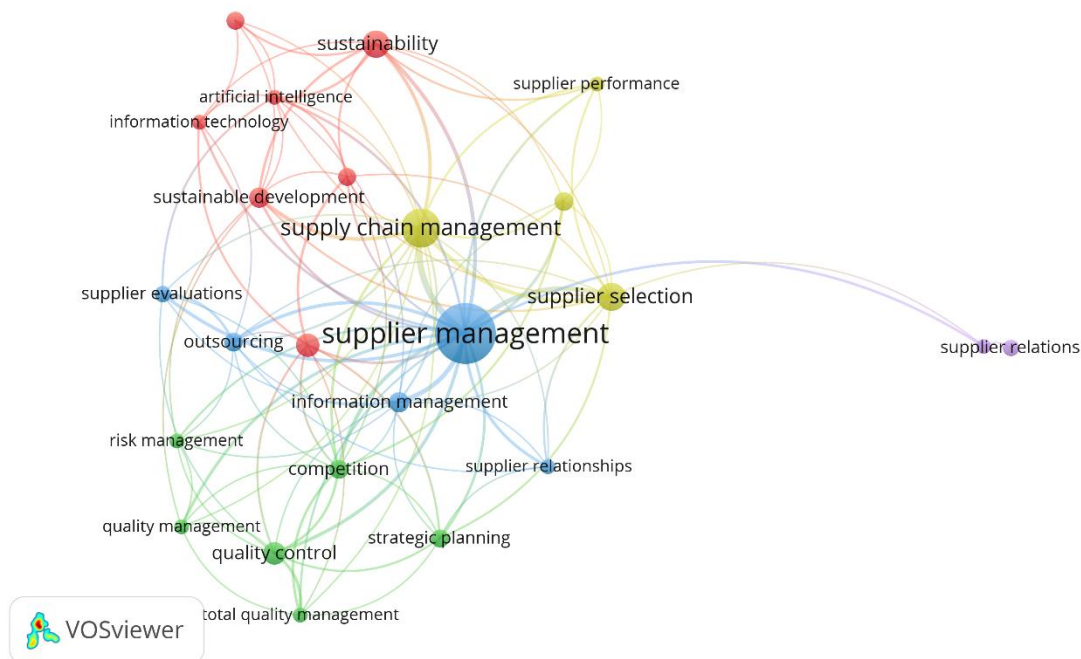 sustainability
supplier performance
artificial intelligence
information technology
sustainable development
supply chain management
supplier evaluations
supplier selection
supplier management
outsourcing
supplier relations
information management
risk management
competition
supplier relationships
quality management
strategic planning
quality control
total quality management
VOSviewer